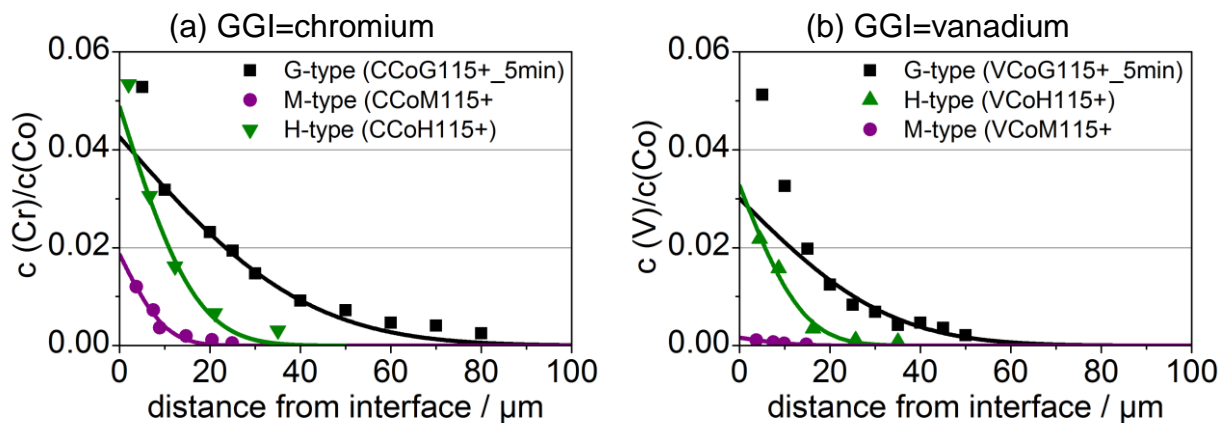 (a) GGI=chromium
0.06
0.04
0.02
0.00
c (Cr)/c(Co)
G-type (CCoG115+_5min)
M-type (CCoM115+
H-type (CCoH115+)
0 20 40 60 80 100
distance from interface / µm
(b) GGI=vanadium
0.06
0.04
0.02
0.00
c (V)/c(Co)
G-type (VCoG115+_5min)
H-type (VCoH115+)
M-type (VCoM115+
0 20 40 60 80 100
distance from interface / µm